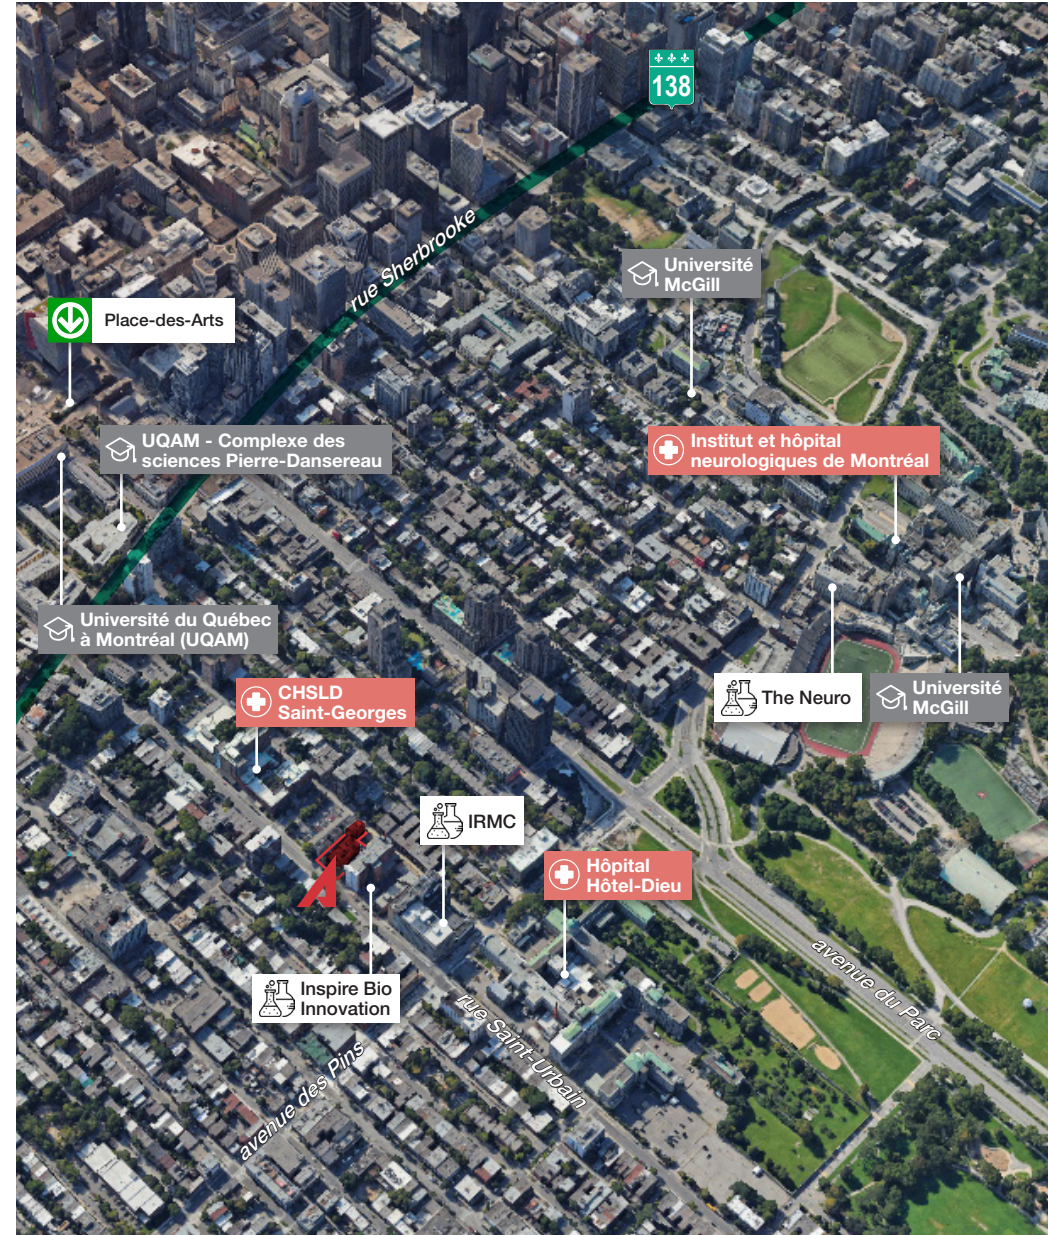 138
rue Sherbrooke
Université
McGill
Place-des-Arts
UQAM - Complexe des
sciences Pierre-Dansereau
Institut et hôpital
neurologiques de Montréal
Université du Québec
à Montréal (UQAM)
CHSLD
Saint-Georges
The Neuro
Université
McGill
IRMC
Hôpital
Hôtel-Dieu
avenue du Parc
Inspire Bio
Innovation
rue Saint-Urbain
avenue des Pins